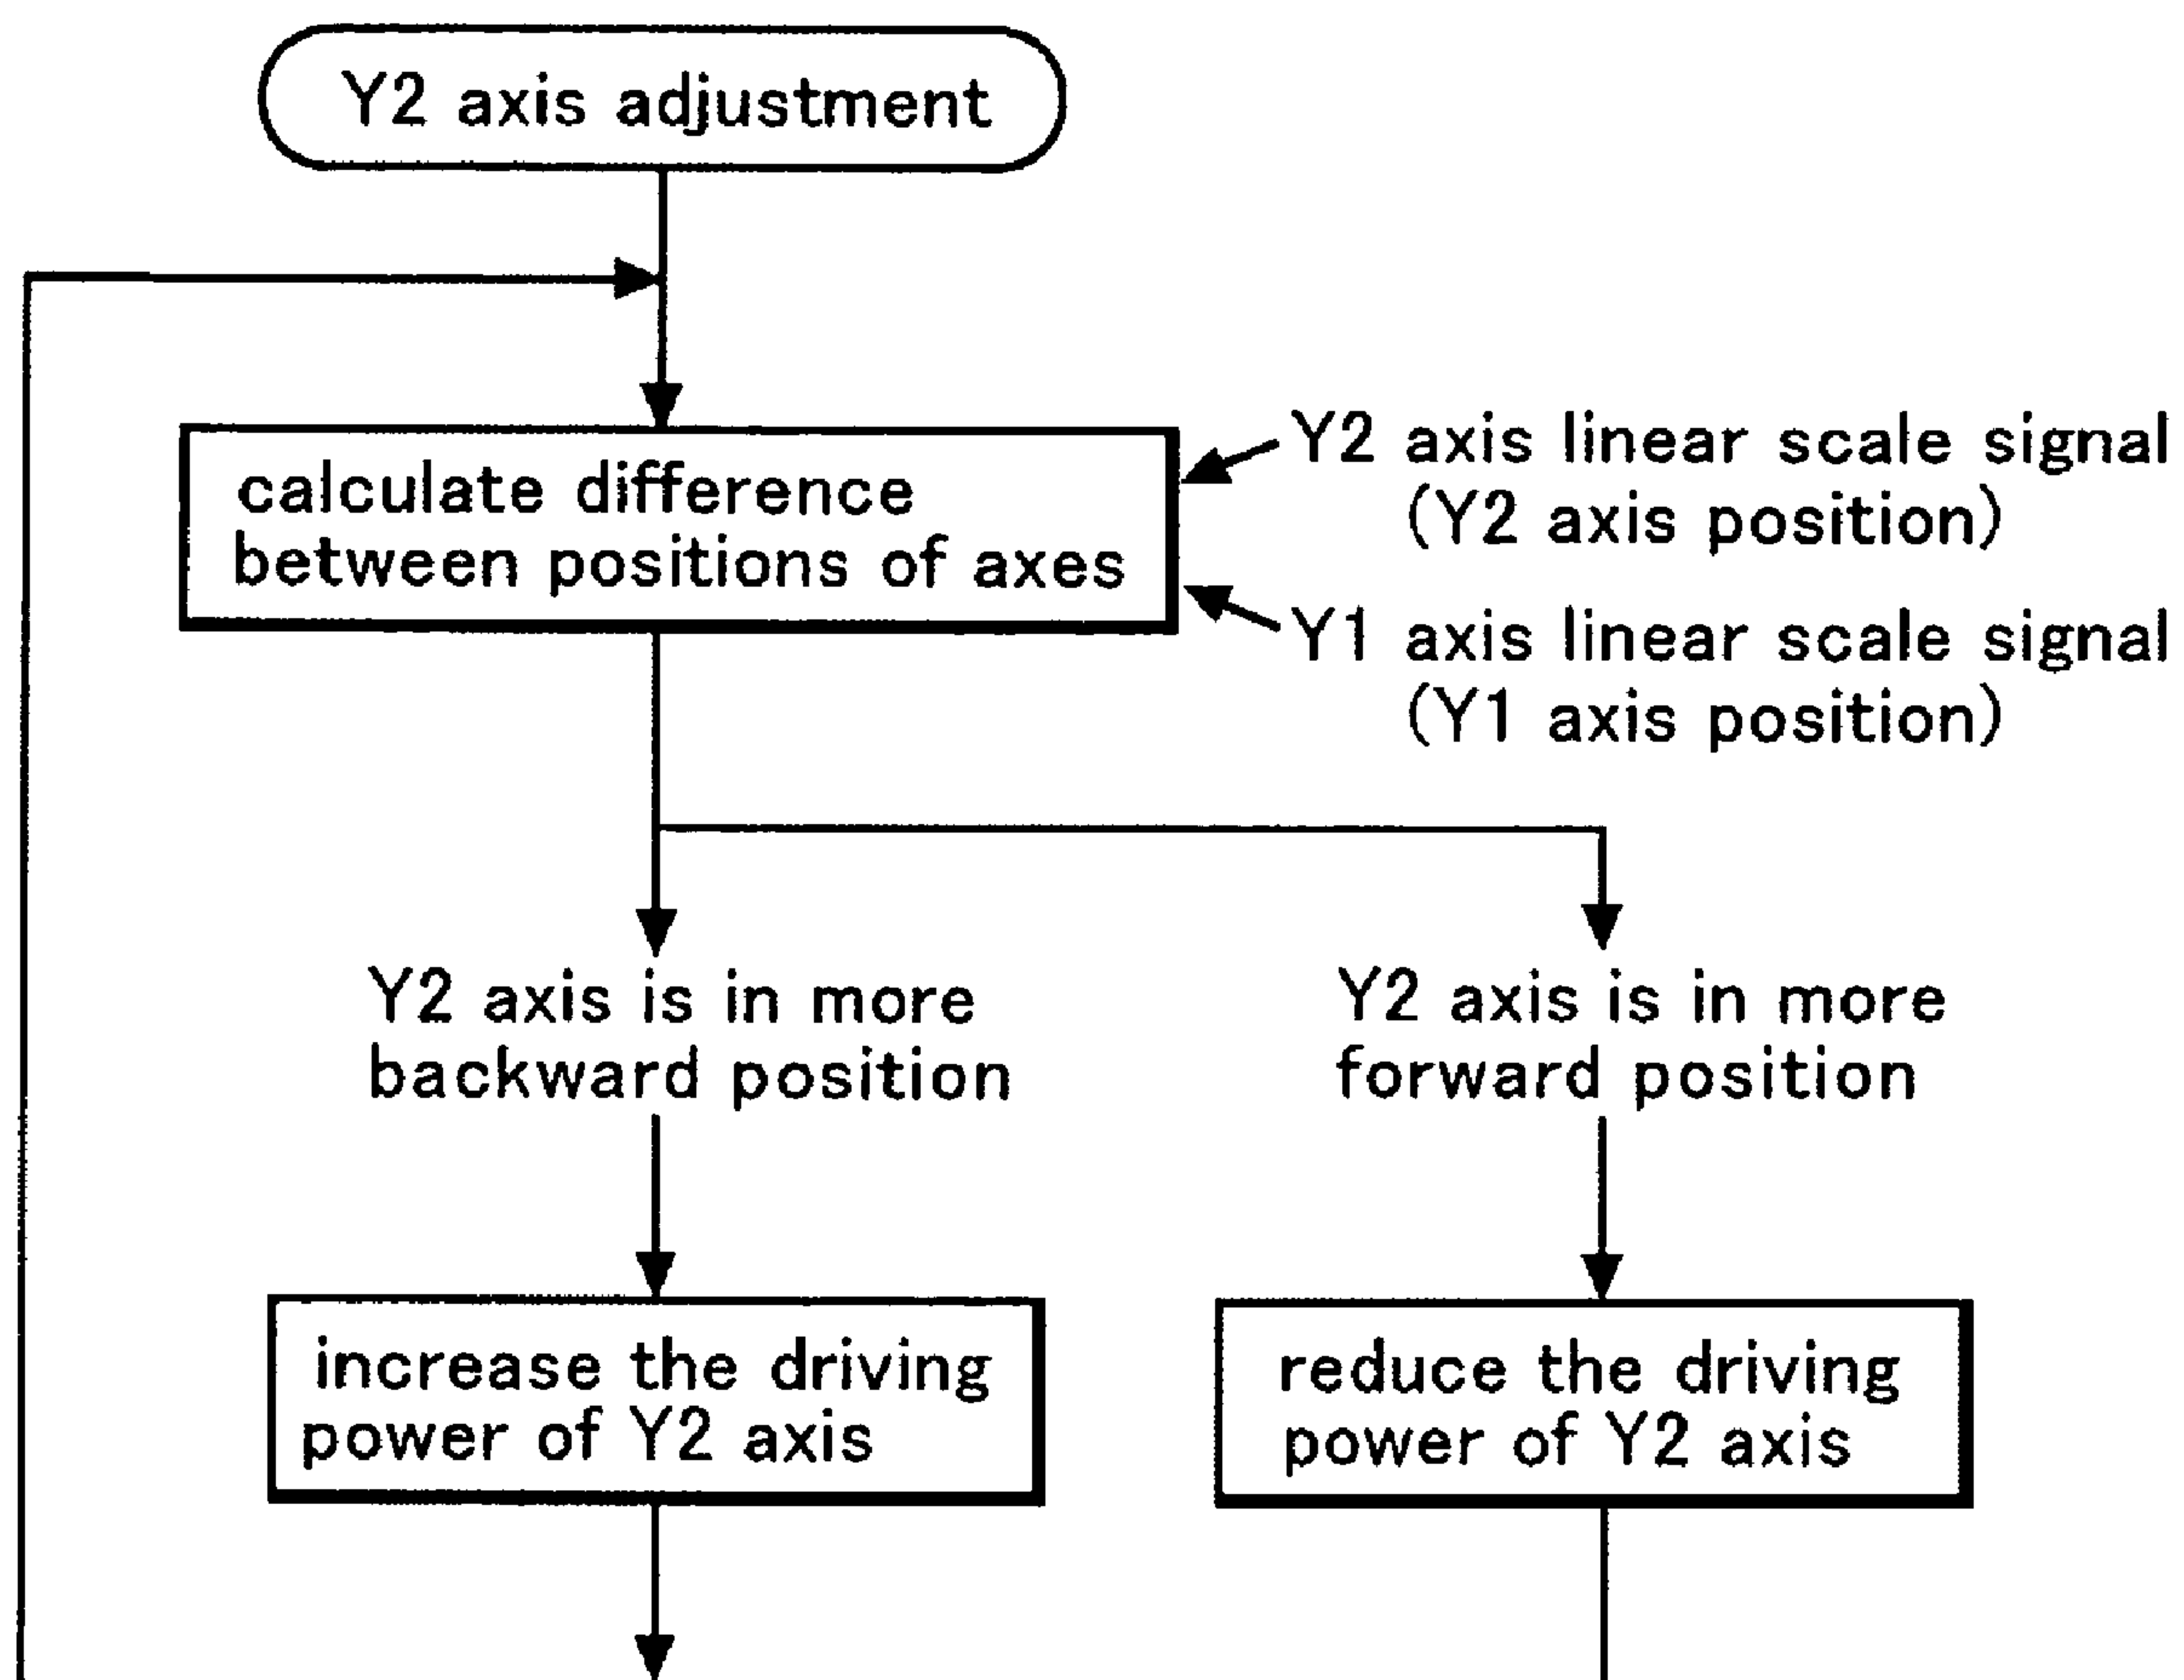 Y2 axis adjustment
calculate difference
between positions of axes
Y2 axis linear scale signal
(Y2 axis position)
Y1 axis linear scale signal
(Y1 axis position)
Y2 axis is in more
backward position
Y2 axis is in more
forward position
increase the driving
power of Y2 axis
reduce the driving
power of Y2 axis